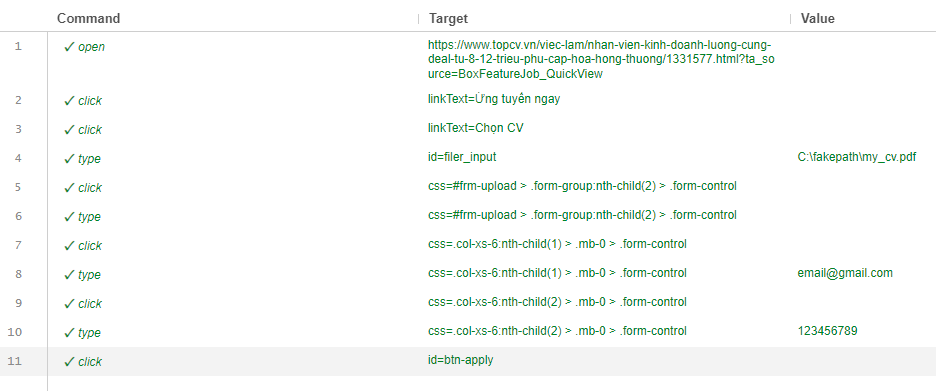 Command Target Value
1 ✓ open https://www.topcv.vn/viec-lam/nhan-vien-kinh-doanh-luong-cung-
deal-tu-8-12-trieu-phu-cap-hoa-hong-thuong/1331577.html?ta_so
urce=BoxFeatureJob_QuickView
2 ✓ click linkText=Ứng tuyển ngay
3 ✓ click linkText=Chọn CV
4 ✓ type id=filer_input C:\fakepath\my_cv.pdf
5 ✓ click css=#frm-upload > .form-group:nth-child(2) > .form-control
6 ✓ type css=#frm-upload > .form-group:nth-child(2) > .form-control
7 ✓ click css=.col-xs-6:nth-child(1) > .mb-0 > .form-control
8 ✓ type css=.col-xs-6:nth-child(1) > .mb-0 > .form-control email@gmail.com
9 ✓ click css=.col-xs-6:nth-child(2) > .mb-0 > .form-control
10 ✓ type css=.col-xs-6:nth-child(2) > .mb-0 > .form-control 123456789
11 ✓ click id=btn-apply